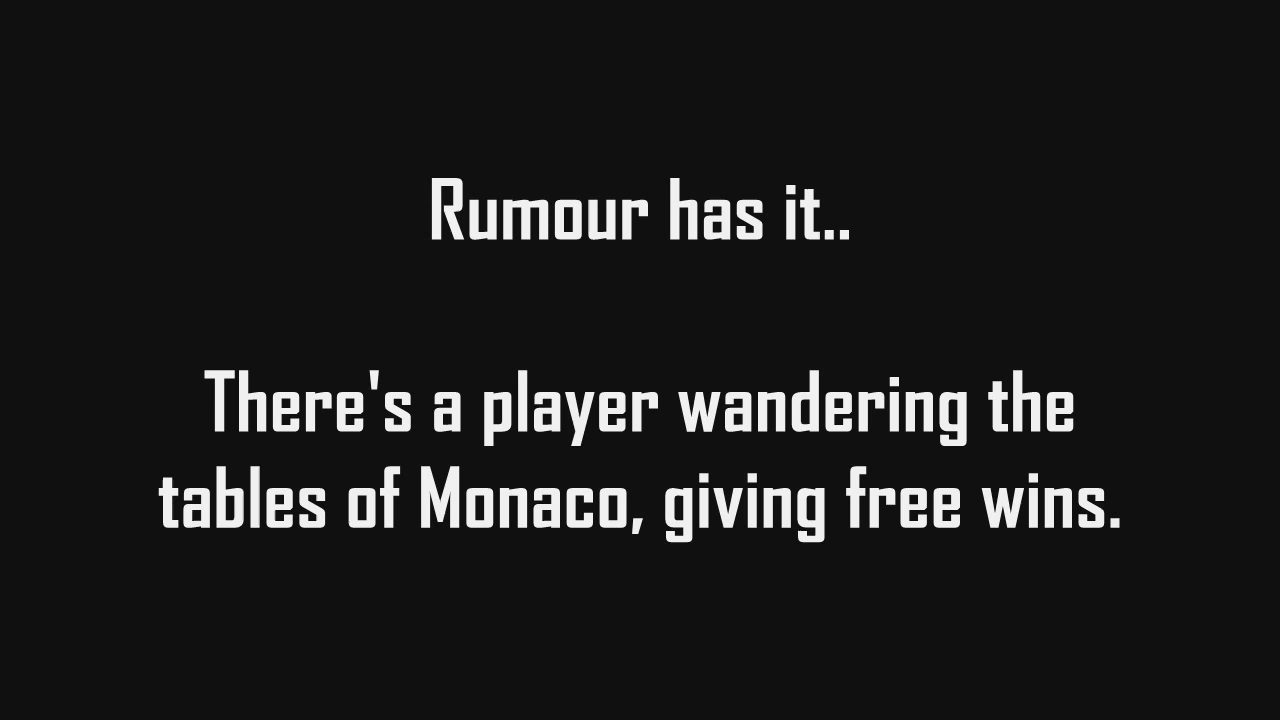 Rumour has it..
There's a player wandering the
tables of Monaco, giving free wins.